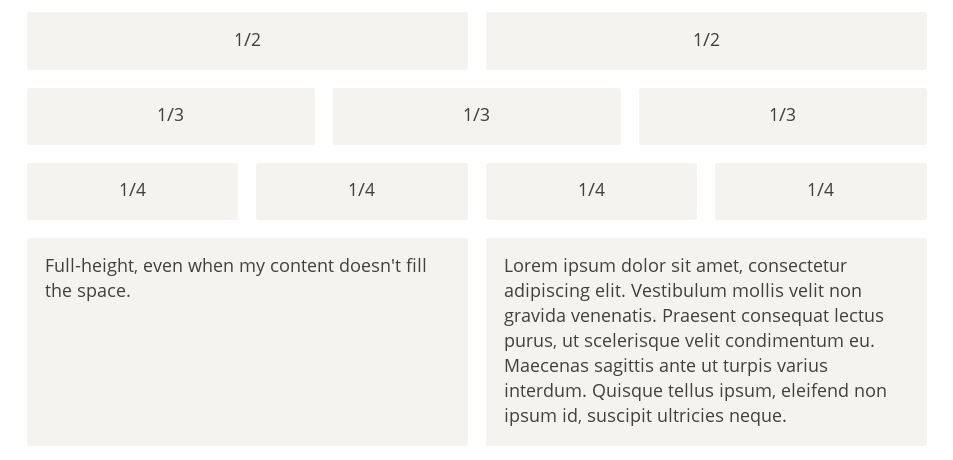 1/2 1/2
1/3 1/3 1/3
1/4 1/4 1/4 1/4
Full-height, even when my content doesn't fill
the space.
Lorem ipsum dolor sit amet, consectetur
adipiscing elit. Vestibulum mollis velit non
gravida venenatis. Praesent consequat lectus
purus, ut scelerisque velit condimentum eu.
Maecenas sagittis ante ut turpis varius
interdum. Quisque tellus ipsum, eleifend non
ipsum id, suscipit ultricies neque.